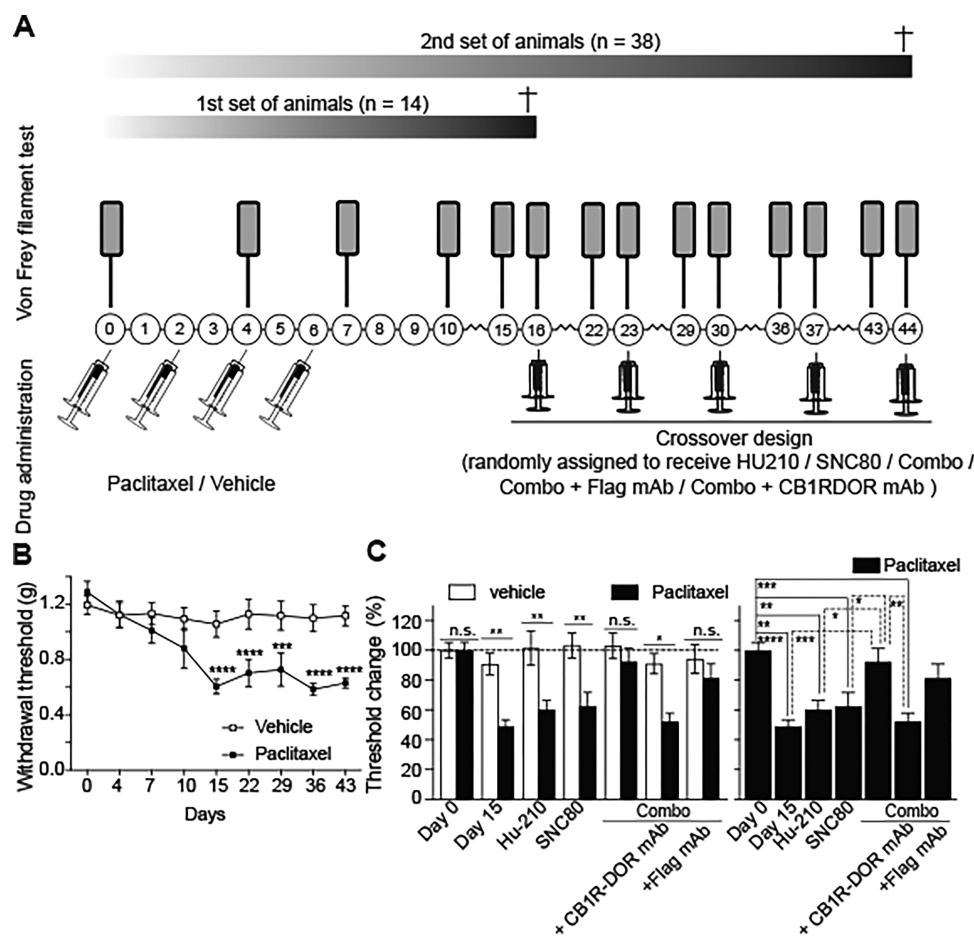 A
2nd set of animals (n = 38)
†
1st set of animals (n = 14)
†
Von Frey filament test
0 1 2 3 4 5 6 7 8 9 10 15 16 22 23 29 30 36 37 43 44
Drug administration
Paclitaxel / Vehicle
Crossover design
(randomly assigned to receive HU210 / SNC80 / Combo /
Combo + Flag mAb / Combo + CB1RDOR mAb )
B
Withdrawal threshold (g)
1.2
0.8
0.4
0.0
**** **** *** **** ****
Vehicle
Paclitaxel
0 4 7 10 15 22 29 36 43
Days
C
Threshold change (%)
vehicle
Paclitaxel
120
100
80
60
40
20
0
n.s. ** ** ** n.s. * n.s.
Day 0
Day 15
Hu-210
SNC80
Combo
+ CB1R-DOR mAb
+Flag mAb
Paclitaxel
***
**
**
****
***
*
*
**
Day 0
Day 15
Hu-210
SNC80
Combo
+ CB1R-DOR mAb
+Flag mAb